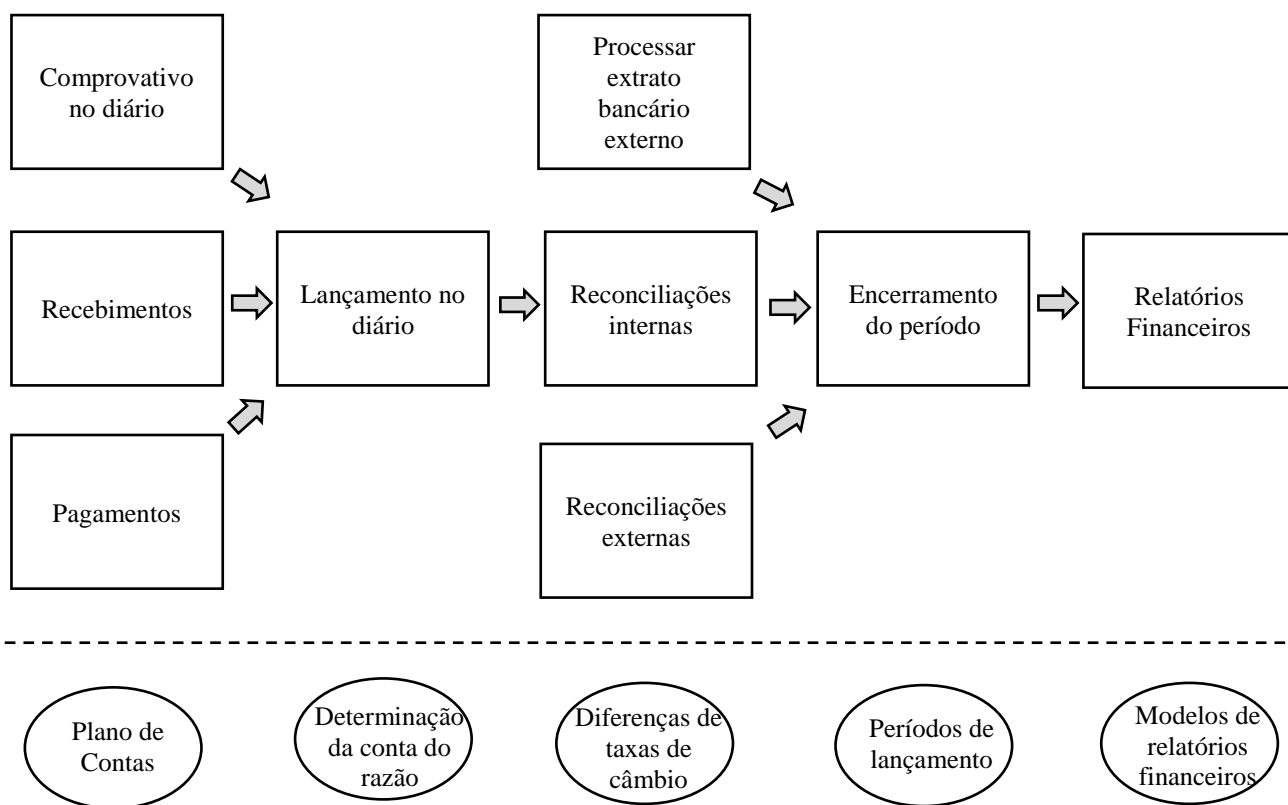 Comprovativo
no diário
Processar
extrato
bancário
externo
Recebimentos
Lançamento no
diário
Reconciliações
internas
Encerramento
do período
Relatórios
Financeiros
Pagamentos
Reconciliações
externas
Plano de
Contas
Determinação
da conta do
razão
Diferenças de
taxas de
câmbio
Períodos de
lançamento
Modelos de
relatórios
financeiros